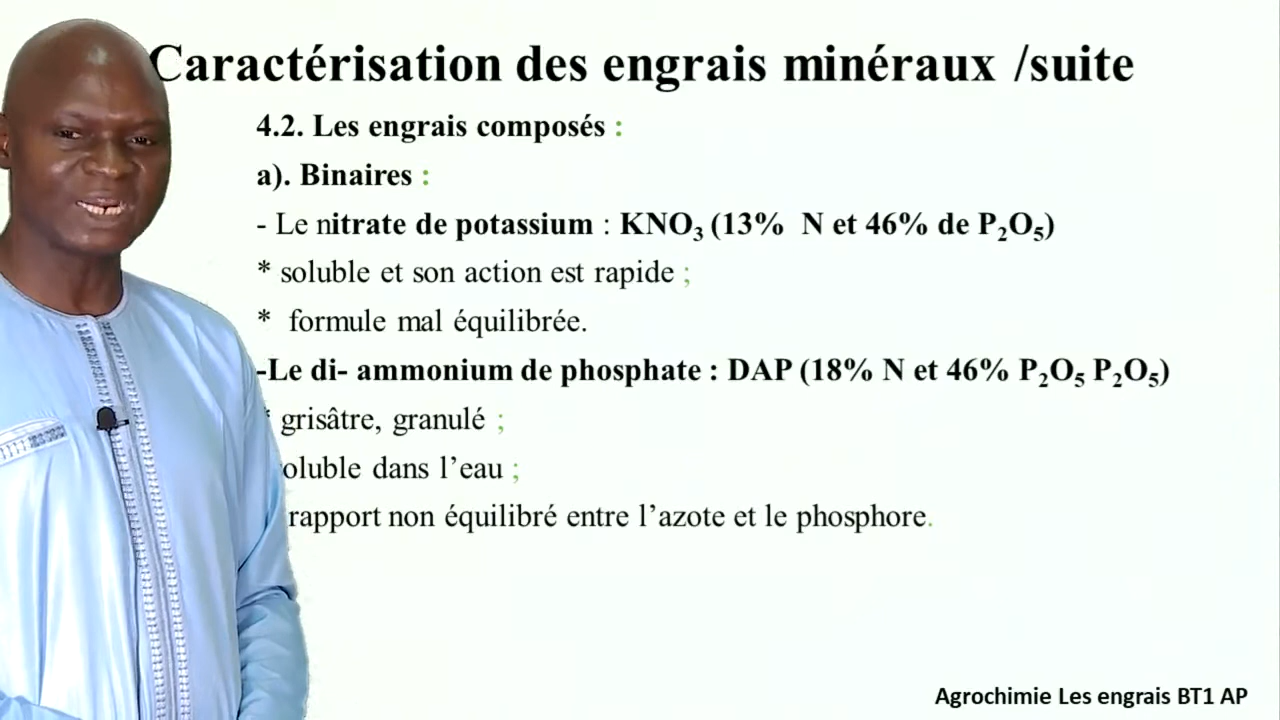 Caractérisation des engrais minéraux /suite
4.2. Les engrais composés :
a). Binaires :
- Le nitrate de potassium : KNO₃ (13% N et 46% de P₂O₅)
* soluble et son action est rapide ;
* formule mal équilibrée.
-Le di- ammonium de phosphate : DAP (18% N et 46% P₂O₅ P₂O₅)
* grisâtre, granulé ;
oluble dans l’eau ;
rapport non équilibré entre l’azote et le phosphore.
Agrochimie Les engrais BT1 AP